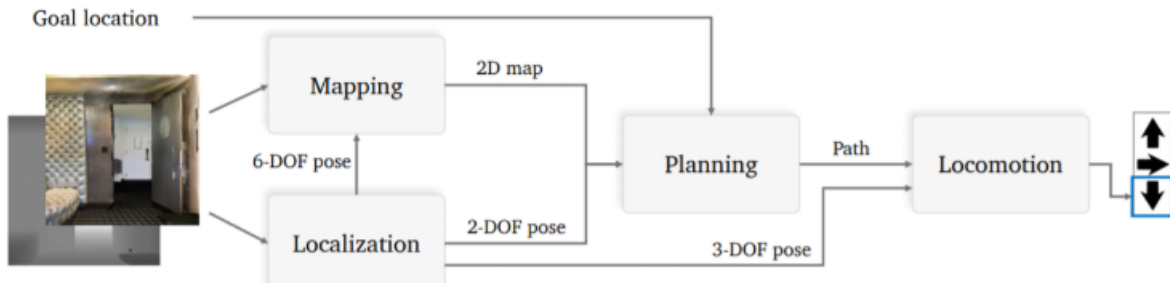 Goal location
Mapping
2D map
6-DOF pose
Planning
Path
Locomotion
Localization
2-DOF pose
3-DOF pose